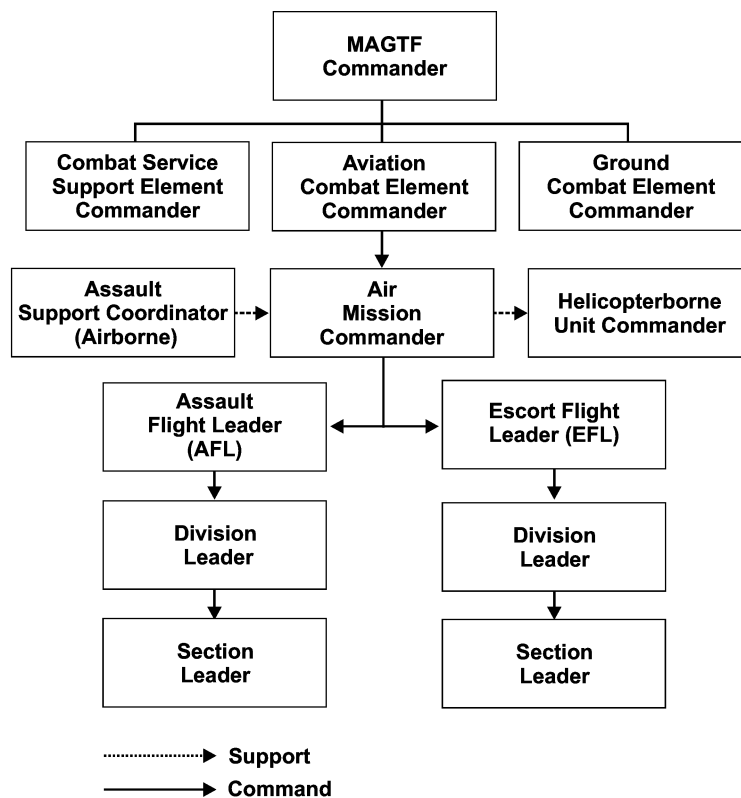 MAGTF
Commander
Combat Service
Support Element
Commander
Aviation
Combat Element
Commander
Ground
Combat Element
Commander
Assault
Support Coordinator
(Airborne)
Air
Mission
Commander
Helicopterborne
Unit Commander
Assault
Flight Leader
(AFL)
Escort Flight
Leader (EFL)
Division
Leader
Division
Leader
Section
Leader
Section
Leader
Support
Command